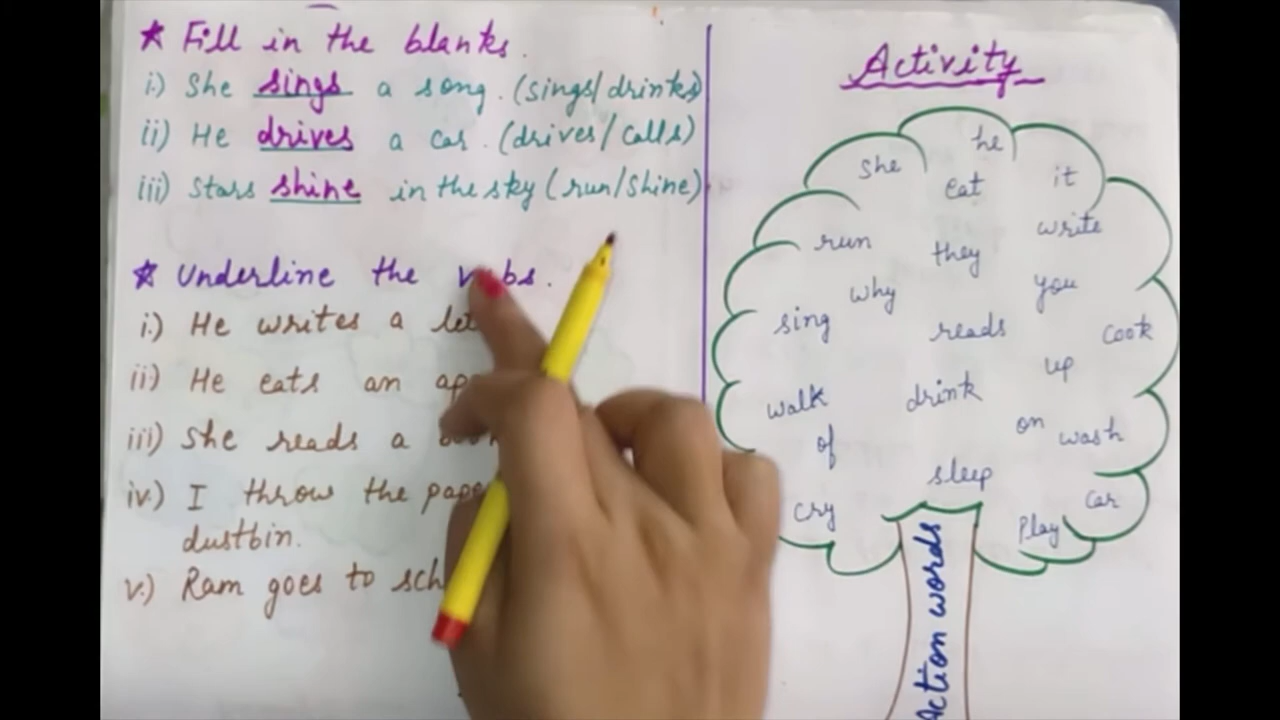 ★ Fill in the blanks.
i) She sings a song. (sings/drinks)
ii) He drives a car. (drives/calls)
iii) Stars shine in the sky (run/shine)
★ Underline the
i.) He writes a
ii) He eats an
iii) She reads a
iv.) I throw the
dustbin.
v.) Ram goes to
Activity
she he
eat it
run they write
why you
sing reads cook
up
walk drink
of on wash
sleep
cry car
Play
Action words